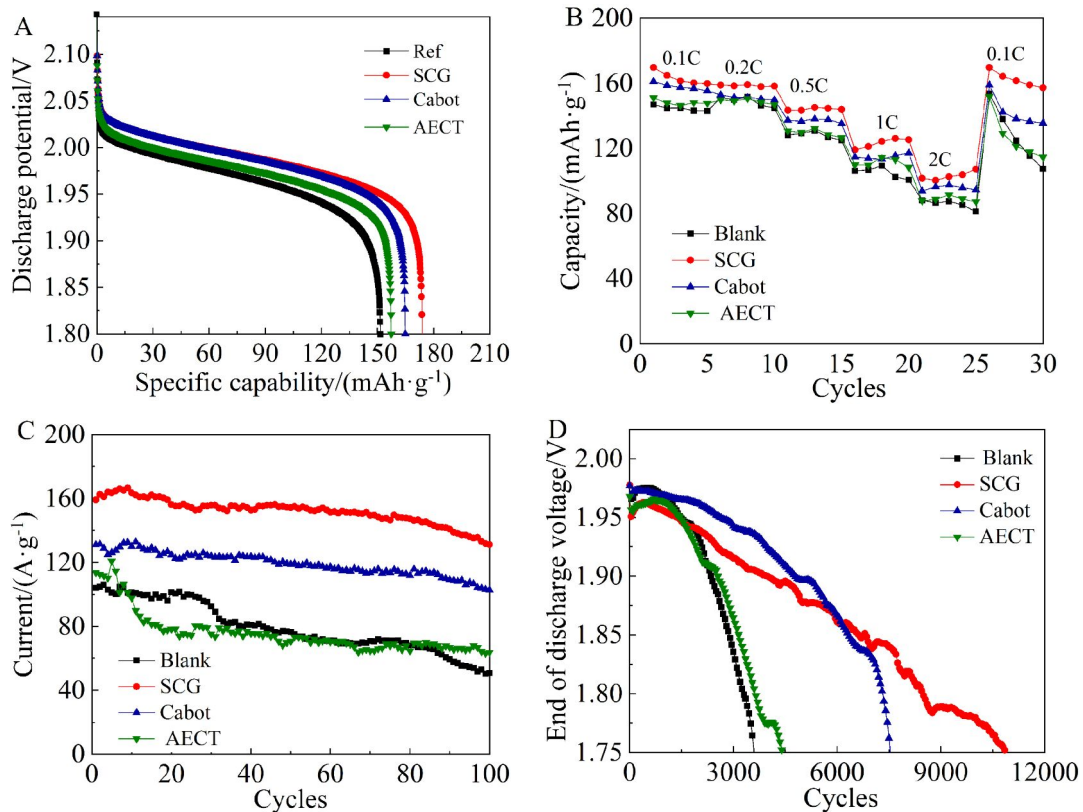 A
Discharge potential/V
2.10
2.05
2.00
1.95
1.90
1.85
1.80
0 30 60 90 120 150 180 210
Specific capability/(mAh·g⁻¹)
Ref
SCG
Cabot
AECT
B
Capacity/(mAh·g⁻¹)
200
160
120
80
40
0
0 5 10 15 20 25 30
Cycles
0.1C
0.2C
0.5C
1C
2C
0.1C
Blank
SCG
Cabot
AECT
C
Current/(A·g⁻¹)
200
160
120
80
40
0
0 20 40 60 80 100
Cycles
Blank
SCG
Cabot
AECT
D
End of discharge voltage/V
2.00
1.95
1.90
1.85
1.80
1.75
0 3000 6000 9000 12000
Cycles
Blank
SCG
Cabot
AECT